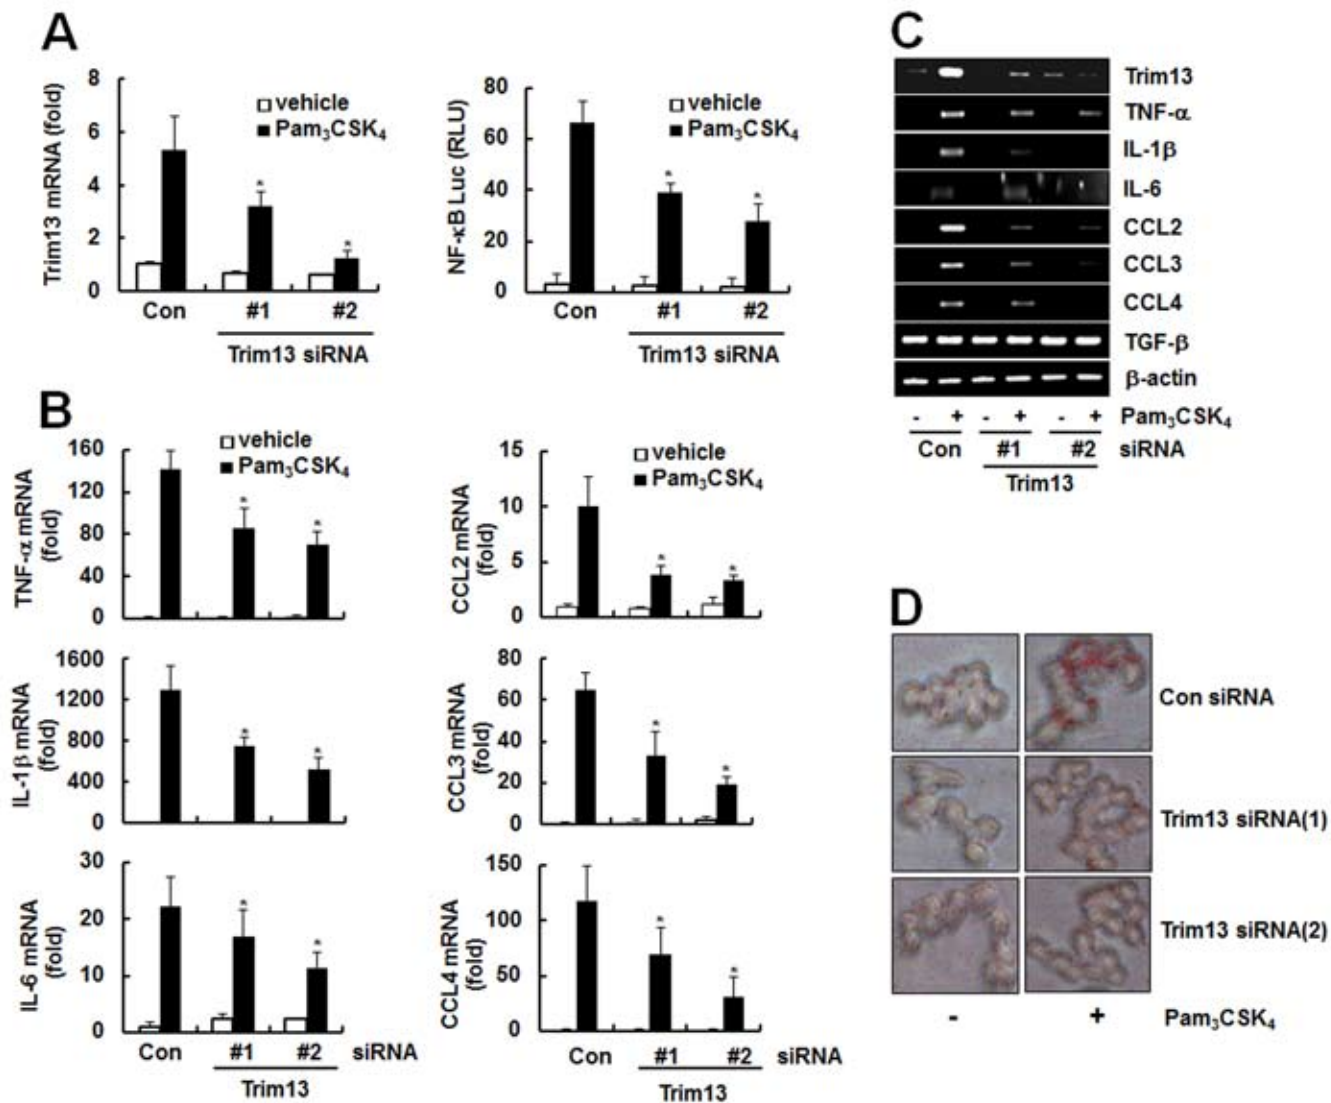 A
Trim13 mRNA (fold)
8
6
4
2
0
vehicle
Pam₃CSK₄
Con #1 #2
Trim13 siRNA
NF-κB Luc (RLU)
80
60
40
20
0
vehicle
Pam₃CSK₄
Con #1 #2
Trim13 siRNA
B
TNF-α mRNA
(fold)
160
120
80
40
0
vehicle
Pam₃CSK₄
CCL2 mRNA
(fold)
15
10
5
0
vehicle
Pam₃CSK₄
IL-1β mRNA
(fold)
1600
1200
800
400
0
CCL3 mRNA
(fold)
80
60
40
20
0
IL-6 mRNA
(fold)
30
20
10
0
Con #1 #2 siRNA
Trim13
CCL4 mRNA
(fold)
150
100
50
0
Con #1 #2 siRNA
Trim13
C
Trim13
TNF-α
IL-1β
IL-6
CCL2
CCL3
CCL4
TGF-β
β-actin
- + - + - + Pam₃CSK₄
Con #1 #2 siRNA
Trim13
D
Con siRNA
Trim13 siRNA(1)
Trim13 siRNA(2)
- + Pam₃CSK₄